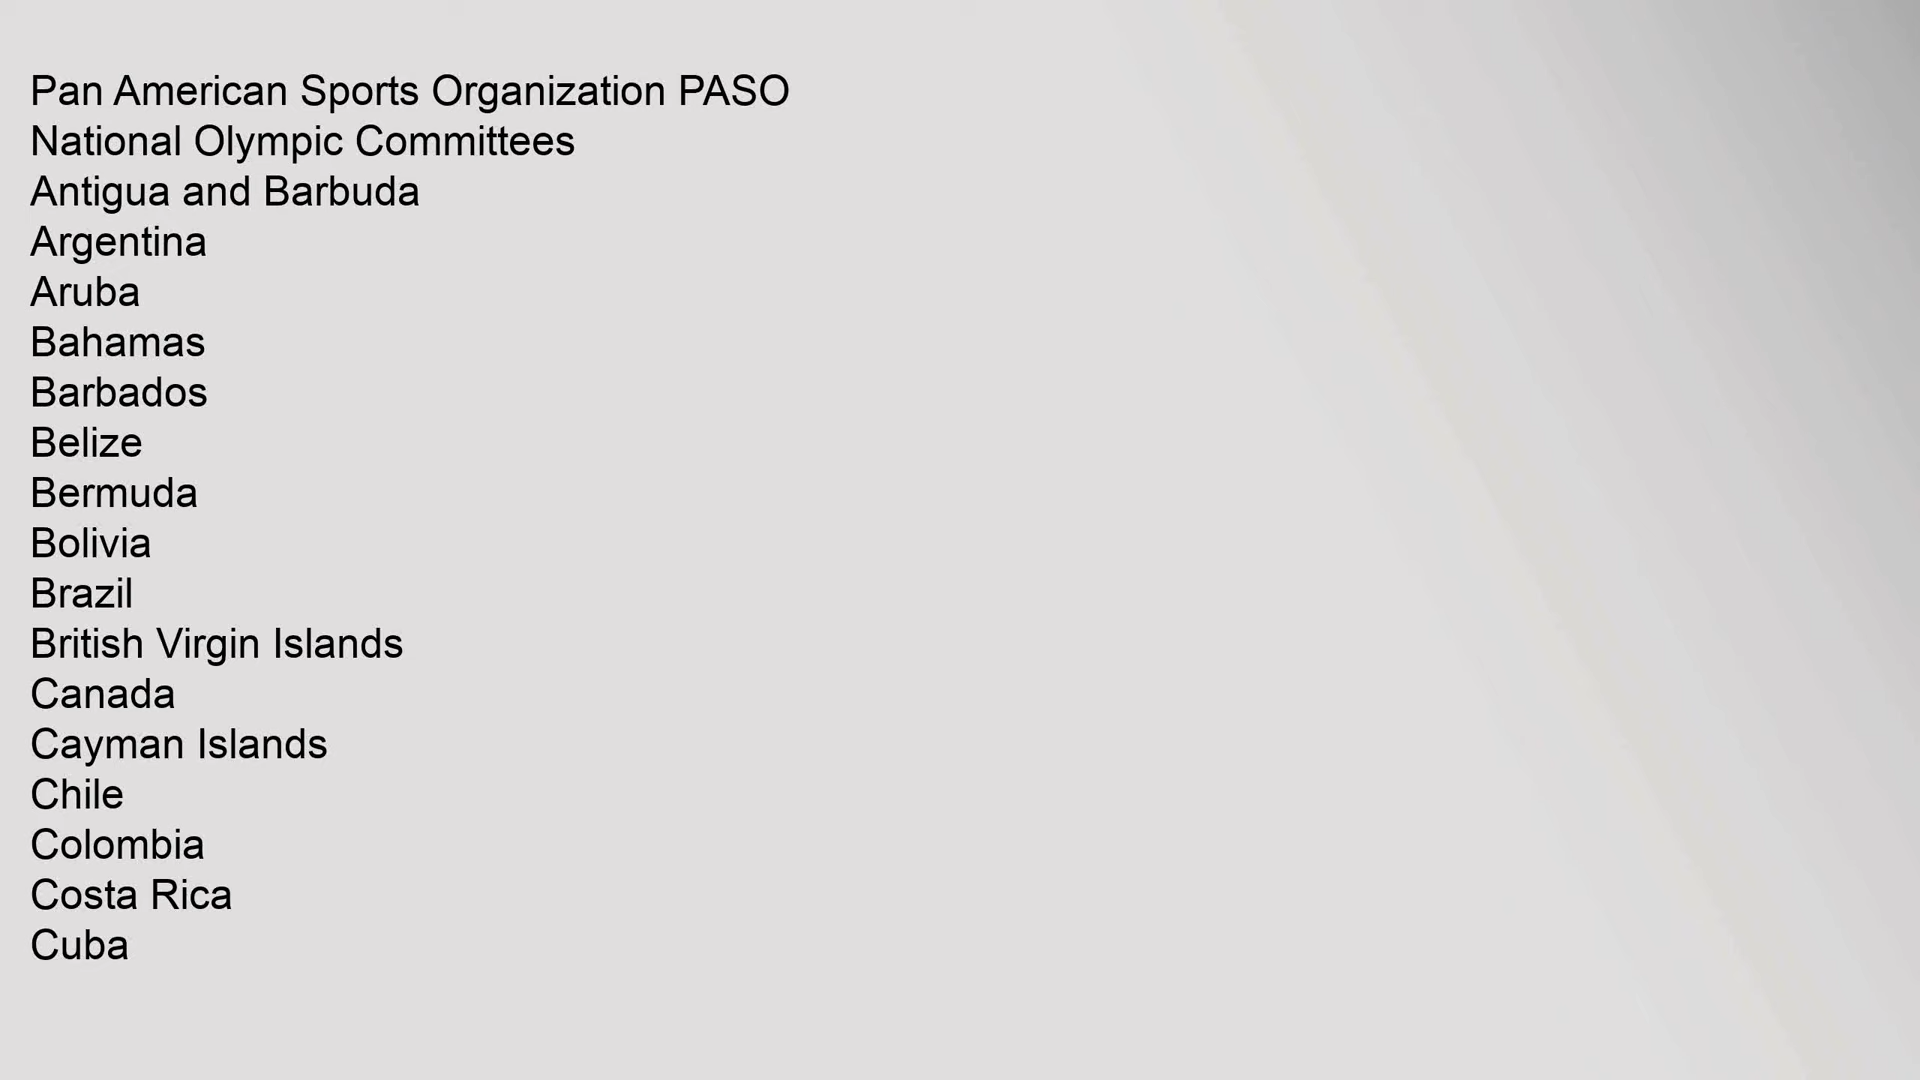 Pan American Sports Organization PASO
National Olympic Committees
Antigua and Barbuda
Argentina
Aruba
Bahamas
Barbados
Belize
Bermuda
Bolivia
Brazil
British Virgin Islands
Canada
Cayman Islands
Chile
Colombia
Costa Rica
Cuba